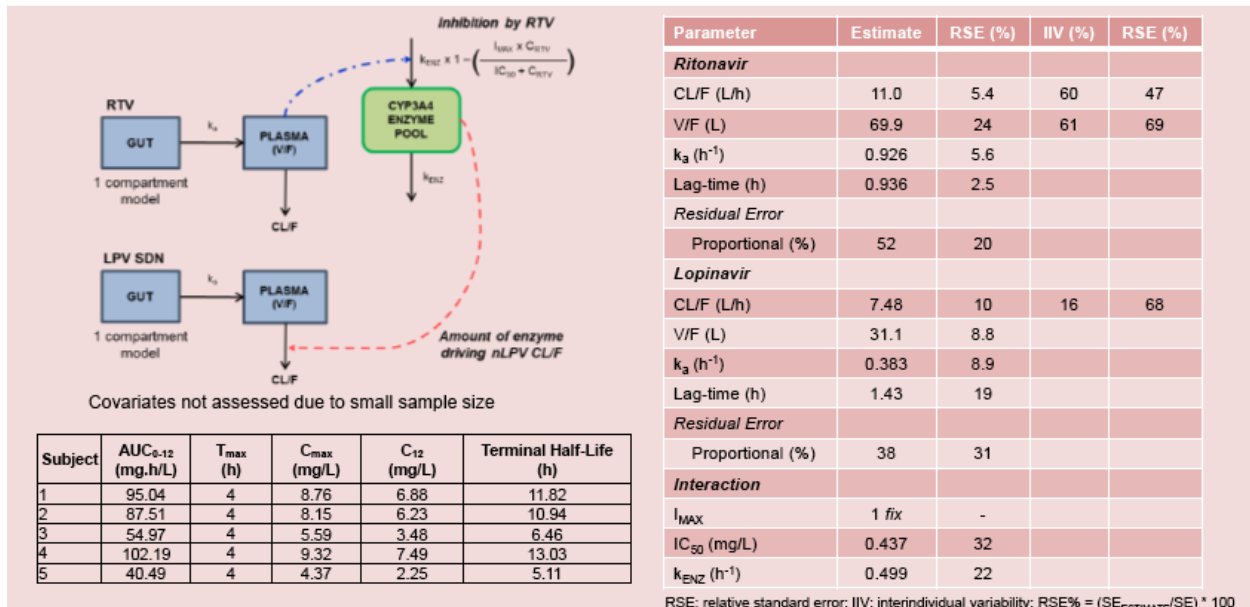 Inhibition by RTV
kENZ x 1 – ( IMAX x CRTV / IC50 + CRTV )
RTV
GUT
ka
PLASMA
(V/F)
CYP3A4
ENZYME
POOL
1 compartment
model
CL/F
kENZ
LPV SDN
GUT
ka
PLASMA
(V/F)
1 compartment
model
CL/F
Amount of enzyme
driving nLPV CL/F
Covariates not assessed due to small sample size
Subject AUC0-12 (mg.h/L) Tmax (h) Cmax (mg/L) C12 (mg/L) Terminal Half-Life (h)
1 95.04 4 8.76 6.88 11.82
2 87.51 4 8.15 6.23 10.94
3 54.97 4 5.59 3.48 6.46
4 102.19 4 9.32 7.49 13.03
5 40.49 4 4.37 2.25 5.11
Parameter Estimate RSE (%) IIV (%) RSE (%)
Ritonavir
CL/F (L/h) 11.0 5.4 60 47
V/F (L) 69.9 24 61 69
ka (h-1) 0.926 5.6
Lag-time (h) 0.936 2.5
Residual Error
Proportional (%) 52 20
Lopinavir
CL/F (L/h) 7.48 10 16 68
V/F (L) 31.1 8.8
ka (h-1) 0.383 8.9
Lag-time (h) 1.43 19
Residual Error
Proportional (%) 38 31
Interaction
IMAX 1 fix -
IC50 (mg/L) 0.437 32
kENZ (h-1) 0.499 22
RSE: relative standard error; IIV: interindividual variability; RSE% = (SEESTIMATE/SE) * 100